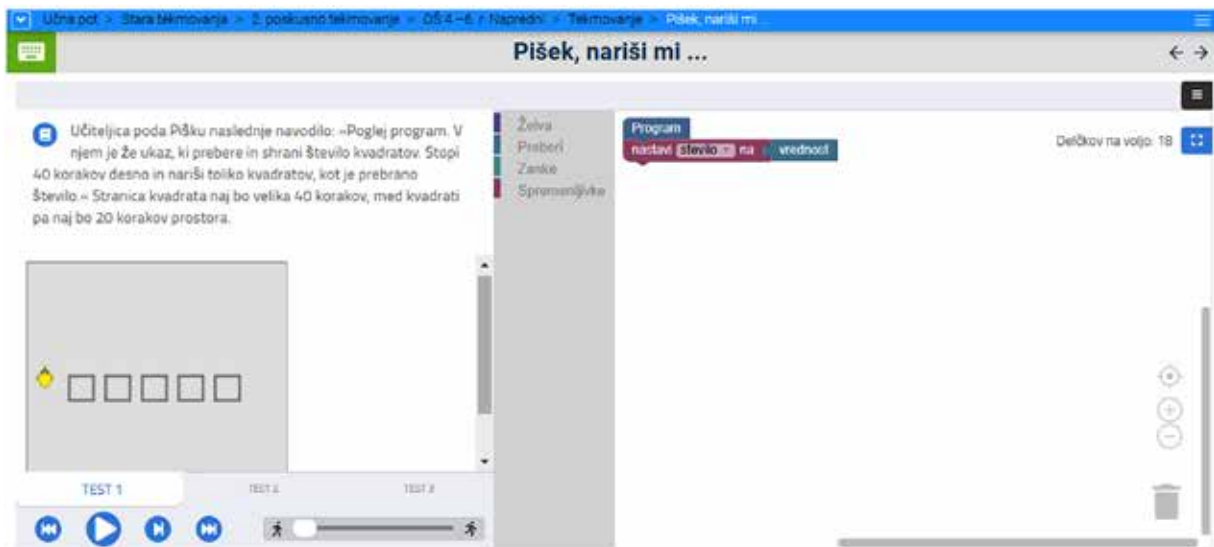 Učna pot > Stara tekmovanja > 2. poskusno tekmovanje > OŠ 4 – 6. r Napredni > Tekmovanje > Pišek, nariši mi ...
Pišek, nariši mi ...
Učiteljica poda Pišku naslednje navodilo: »Poglej program. V
njem je že ukaz, ki prebere in shrani število kvadratov. Stopi
40 korakov desno in nariši toliko kvadratov, kot je prebrano
število.« Stranica kvadrata naj bo velika 40 korakov, med kvadrati
pa naj bo 20 korakov prostora.
Želva
Preberi
Zanke
Spremenljivke
Program
nastavi število na vrednost
Delčkov na voljo: 18
TEST 1
TEST 2
TEST 3